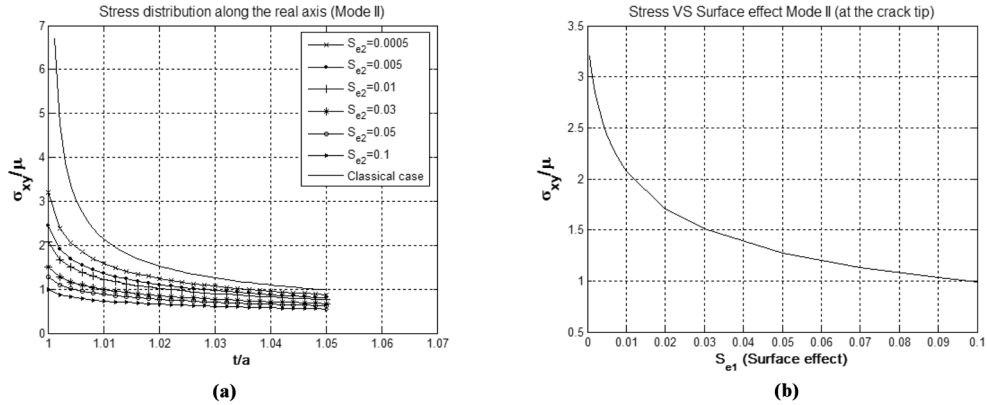 Stress distribution along the real axis (Mode II)
7
6
5
4
3
2
1
0
σxy/μ
Se2=0.0005
Se2=0.005
Se2=0.01
Se2=0.03
Se2=0.05
Se2=0.1
Classical case
1 1.01 1.02 1.03 1.04 1.05 1.06 1.07
t/a
(a)
Stress VS Surface effect Mode II (at the crack tip)
3.5
3
2.5
2
1.5
1
0.5
σxy/μ
0 0.01 0.02 0.03 0.04 0.05 0.06 0.07 0.08 0.09 0.1
Se1 (Surface effect)
(b)